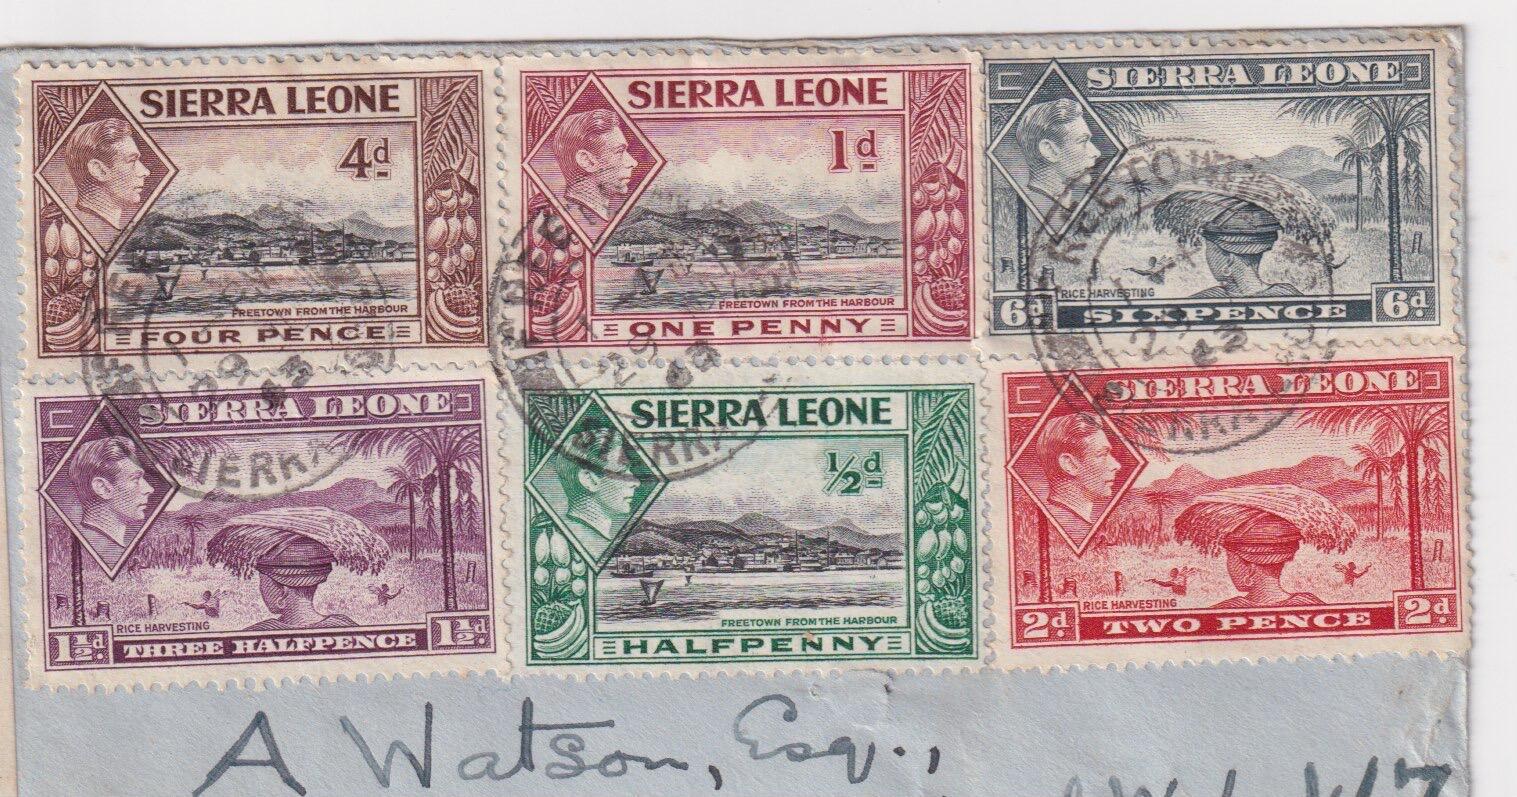 SIERRA LEONE
4d
FREETOWN FROM THE HARBOUR
FOUR PENCE
SIERRA LEONE
1d
FREETOWN FROM THE HARBOUR
ONE PENNY
SIERRA LEONE
RICE HARVESTING
6d SIXPENCE 6d
SIERRA LEONE
RICE HARVESTING
1½d. THREE HALFPENCE 1½d.
SIERRA LEONE
½d
FREETOWN FROM THE HARBOUR
HALFPENNY
SIERRA LEONE
RICE HARVESTING
2d. TWO PENCE 2d.
SIERRA
SIERRA
A Watson, Esq.,